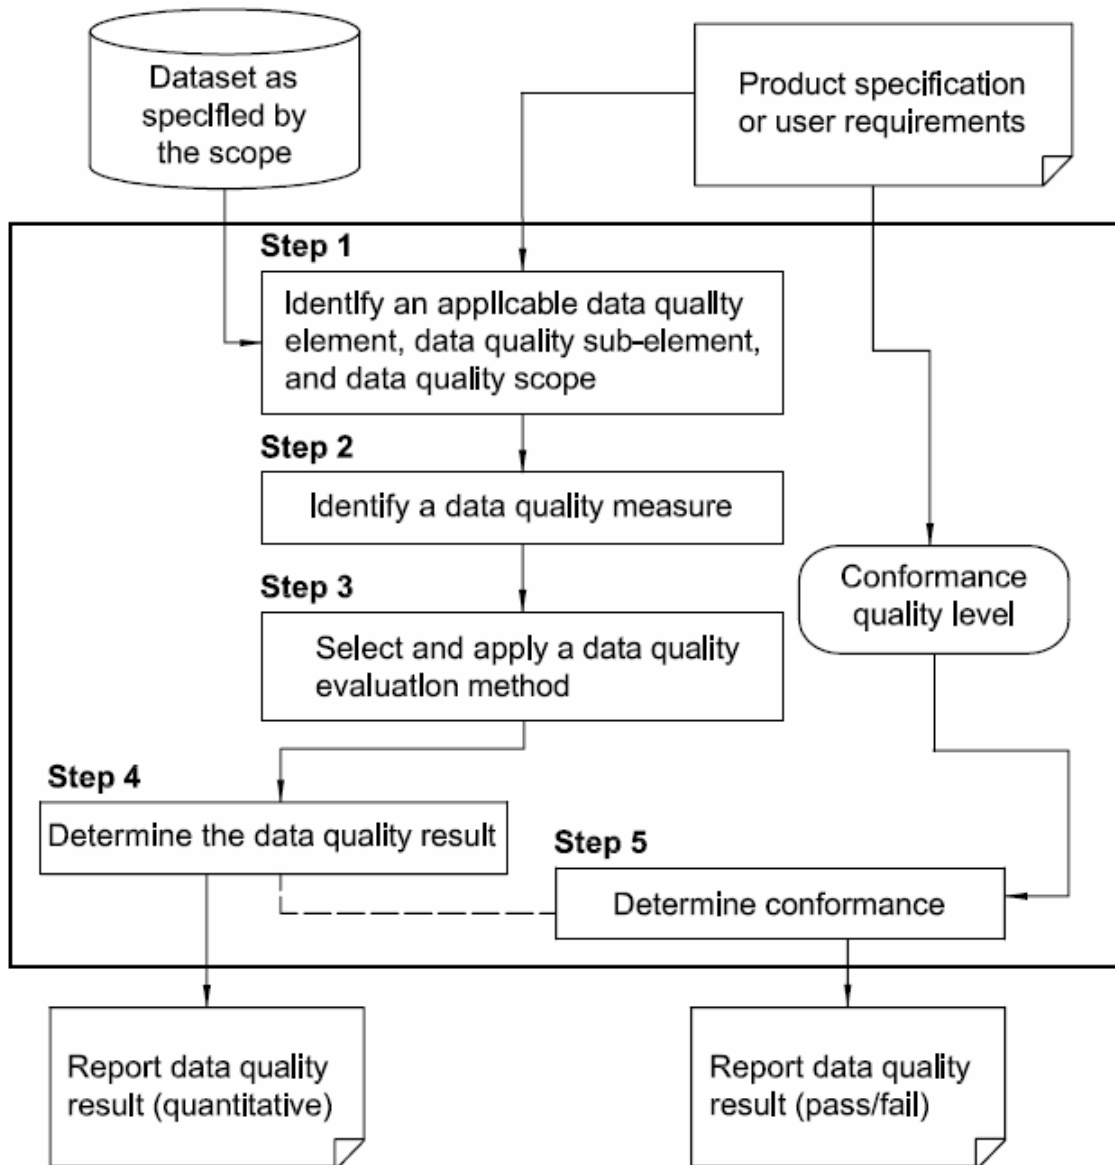 Dataset as
specified by
the scope
Product specification
or user requirements
Step 1
Identify an applicable data quality
element, data quality sub-element,
and data quality scope
Step 2
Identify a data quality measure
Step 3
Select and apply a data quality
evaluation method
Conformance
quality level
Step 4
Determine the data quality result
Step 5
Determine conformance
Report data quality
result (quantitative)
Report data quality
result (pass/fail)